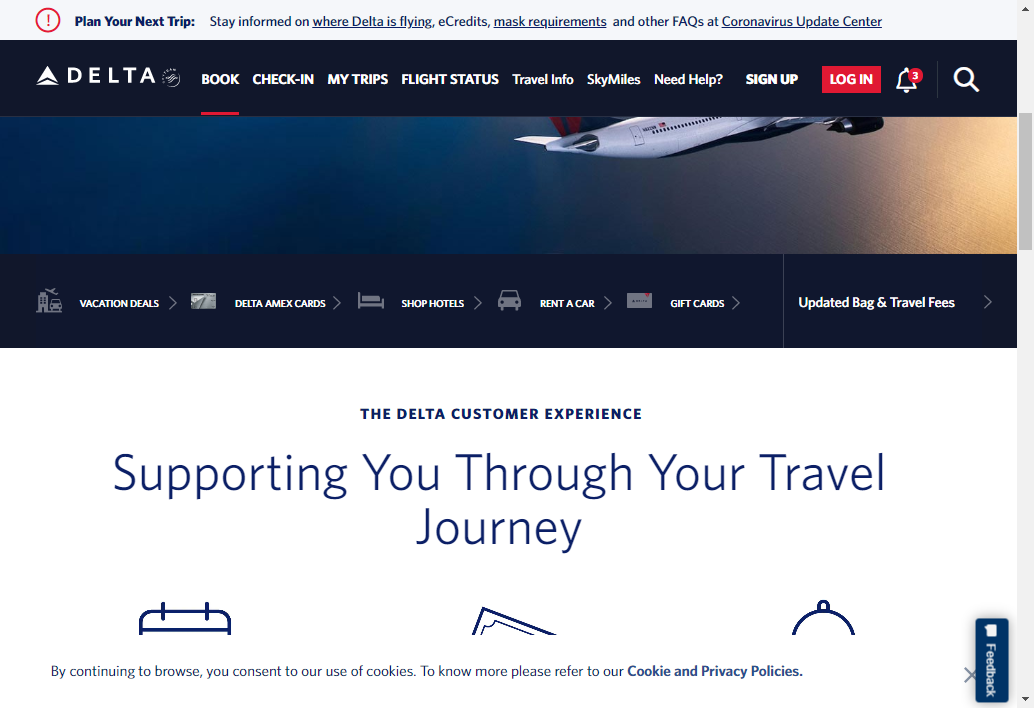 Plan Your Next Trip: Stay informed on where Delta is flying, eCredits, mask requirements and other FAQs at Coronavirus Update Center
DELTA BOOK CHECK-IN MY TRIPS FLIGHT STATUS Travel Info SkyMiles Need Help? SIGN UP LOG IN 3
VACATION DEALS DELTA AMEX CARDS SHOP HOTELS RENT A CAR GIFT CARDS Updated Bag & Travel Fees
THE DELTA CUSTOMER EXPERIENCE
Supporting You Through Your Travel
Journey
By continuing to browse, you consent to our use of cookies. To know more please refer to our Cookie and Privacy Policies.
Feedback